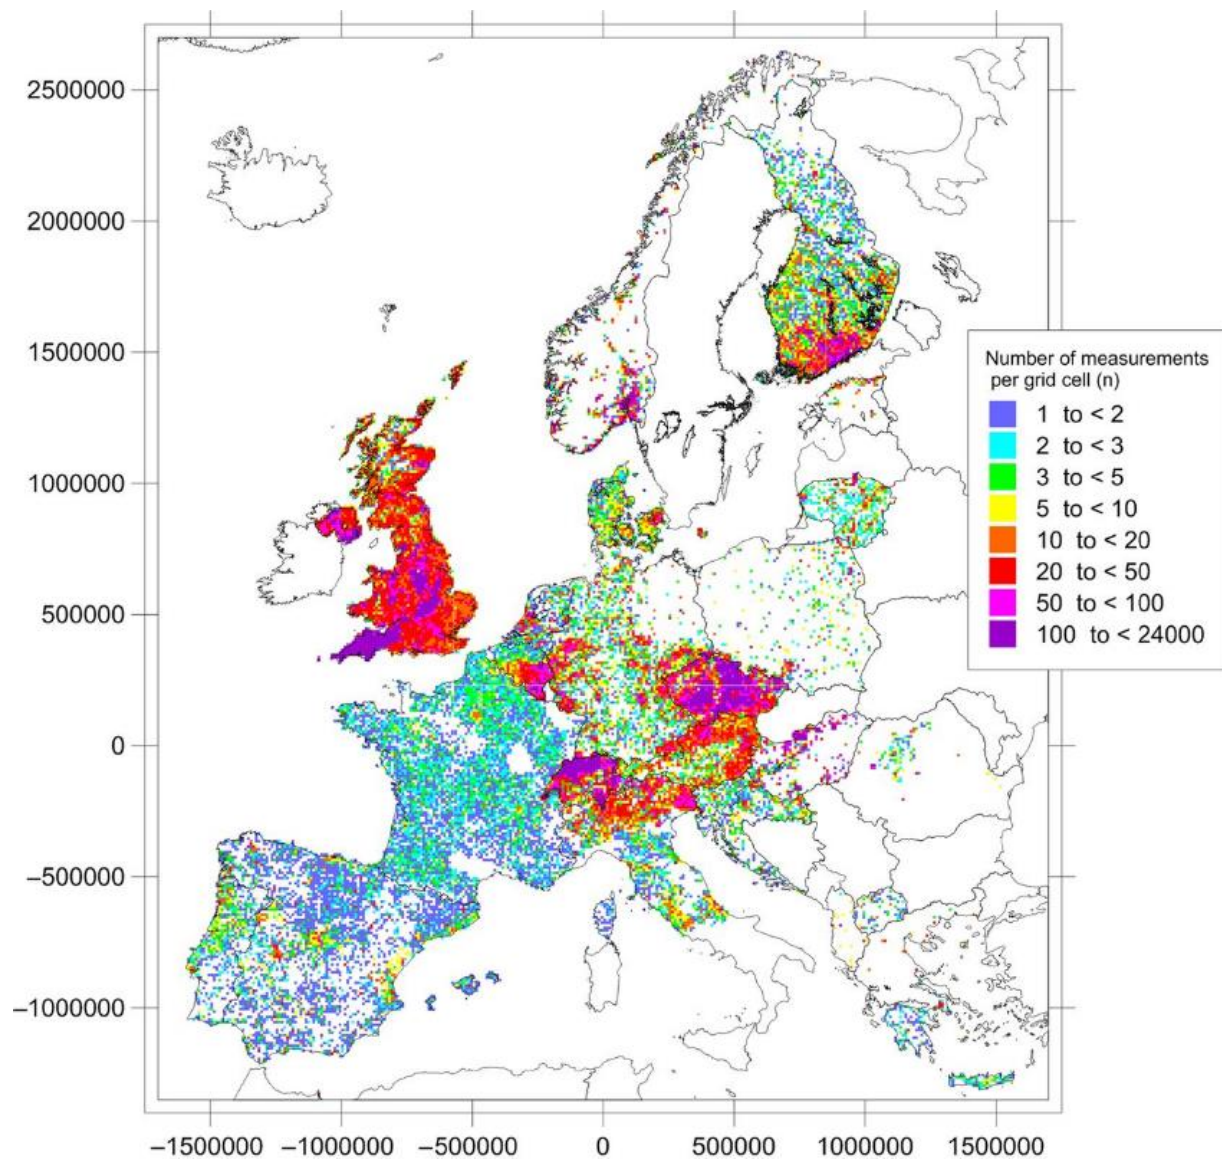 2500000
2000000
1500000
1000000
500000
0
−500000
−1000000
Number of measurements
per grid cell (n)
1 to < 2
2 to < 3
3 to < 5
5 to < 10
10 to < 20
20 to < 50
50 to < 100
100 to < 24000
−1500000 −1000000 −500000 0 500000 1000000 1500000